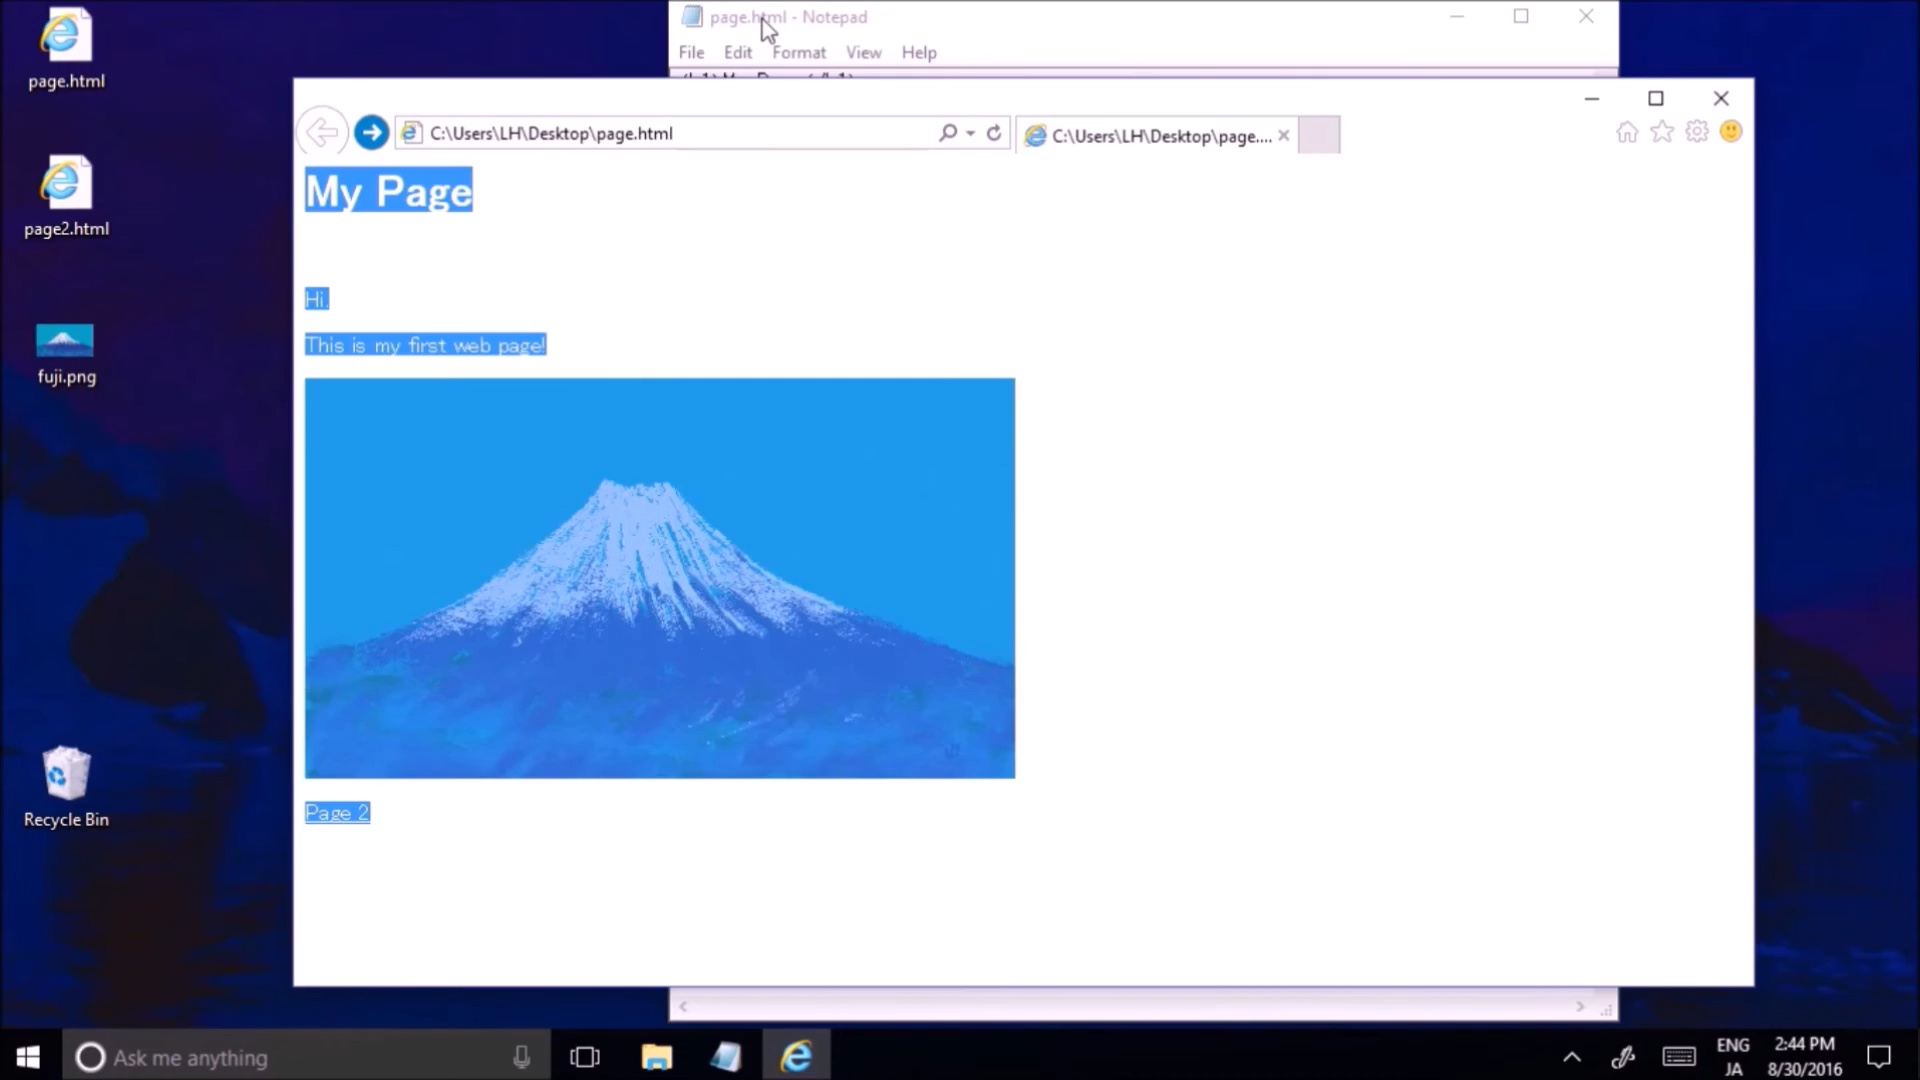 page.html - Notepad
File Edit Format View Help
C:\Users\LH\Desktop\page.html
C:\Users\LH\Desktop\page....
My Page
Hi.
This is my first web page!
Page 2
page.html
page2.html
fuji.png
Recycle Bin
Ask me anything
ENG
JA
2:44 PM
8/30/2016